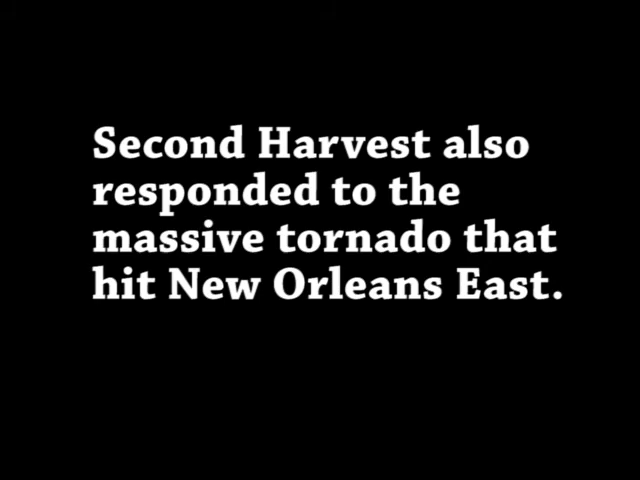 Second Harvest also
responded to the
massive tornado that
hit New Orleans East.